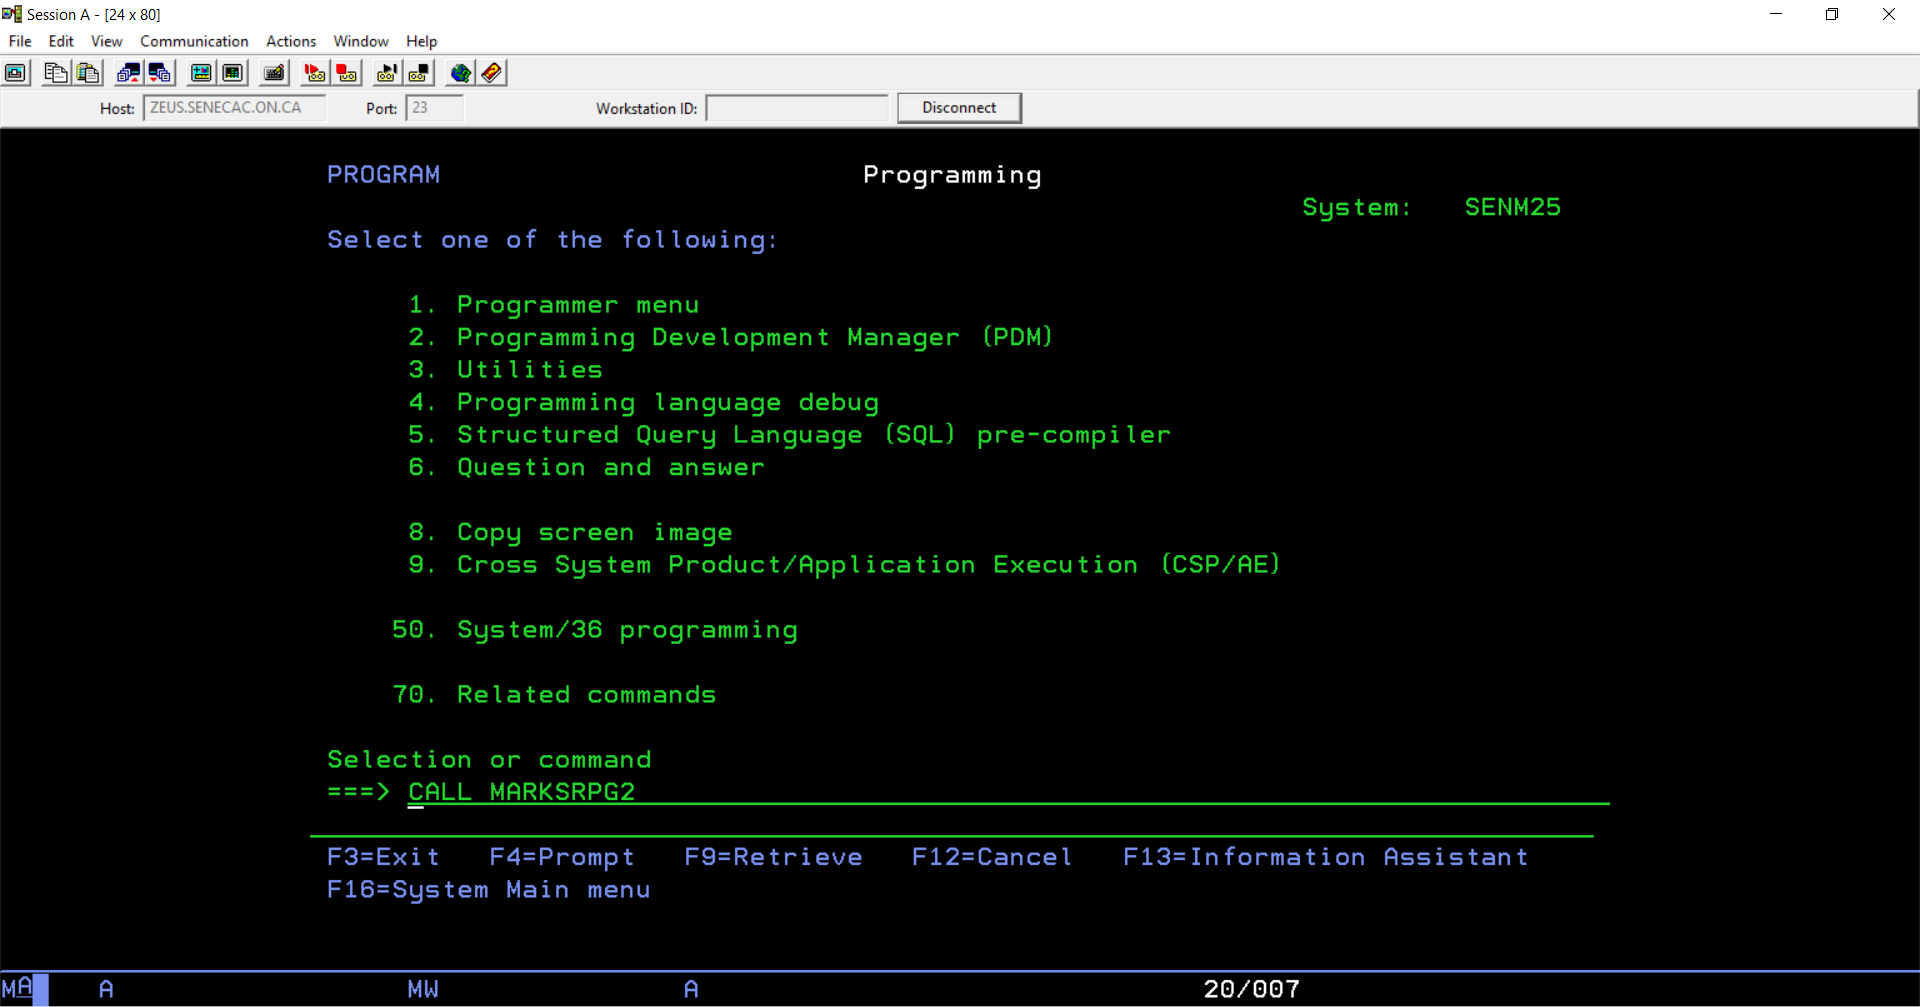 Session A - [24 x 80]
File Edit View Communication Actions Window Help
Host: ZEUS.SENECAC.ON.CA Port: 23 Workstation ID: Disconnect
PROGRAM Programming
System: SENM25
Select one of the following:
1. Programmer menu
2. Programming Development Manager (PDM)
3. Utilities
4. Programming language debug
5. Structured Query Language (SQL) pre-compiler
6. Question and answer
8. Copy screen image
9. Cross System Product/Application Execution (CSP/AE)
50. System/36 programming
70. Related commands
Selection or command
===> CALL MARKSRPG2
F3=Exit F4=Prompt F9=Retrieve F12=Cancel F13=Information Assistant
F16=System Main menu
MA A MW A 20/007